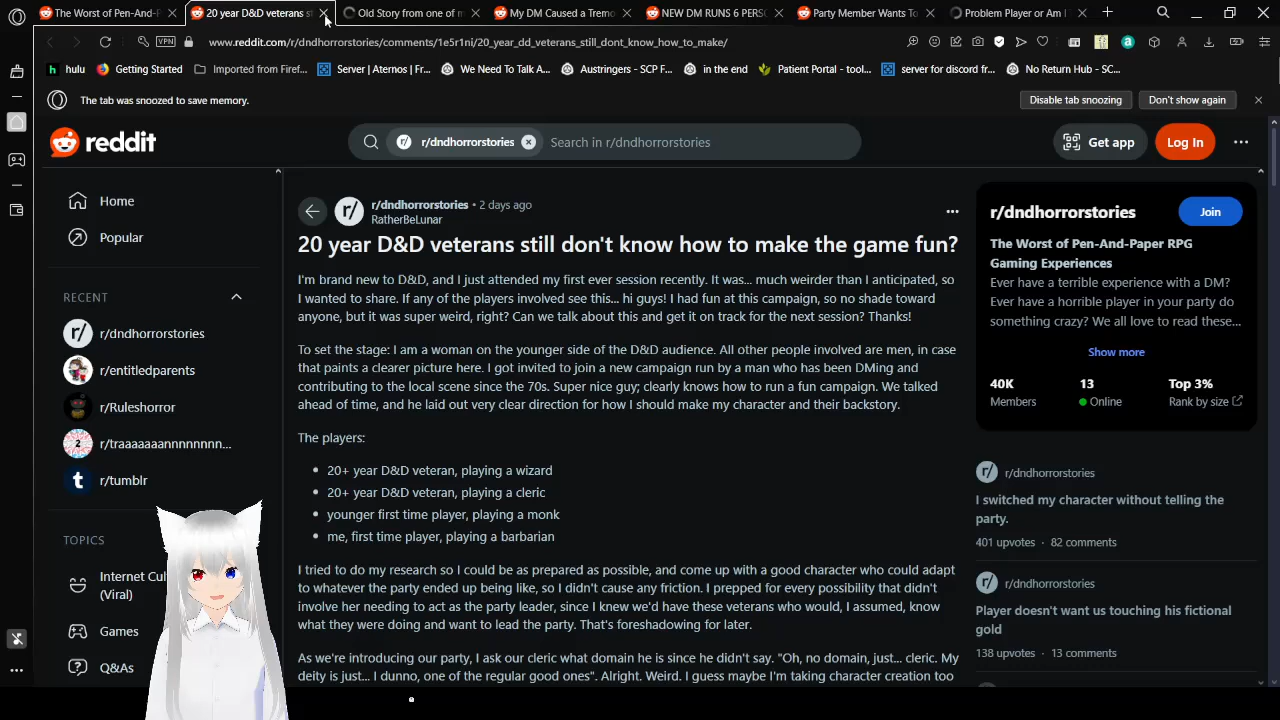 The Worst of Pen-And-P
20 year D&D veterans s
Old Story from one of m
My DM Caused a Tremo
NEW DM RUNS 6 PERS
Party Member Wants To
Problem Player or Am I
VPN
www.reddit.com/r/dndhorrorstories/comments/1e5r1ni/20_year_dd_veterans_still_dont_know_how_to_make/
hulu
Getting Started
Imported from Firef...
Server | Aternos | Fr...
We Need To Talk A...
Austringers - SCP F...
in the end
Patient Portal - tool...
server for discord fr...
No Return Hub - SC...
The tab was snoozed to save memory.
Disable tab snoozing
Don't show again
reddit
r/dndhorrorstories
Search in r/dndhorrorstories
Get app
Log In
Home
Popular
RECENT
r/dndhorrorstories
r/entitledparents
r/Ruleshorror
r/traaaaaaannnnnnnn...
r/tumblr
TOPICS
Internet Cul
(Viral)
Games
Q&As
r/dndhorrorstories • 2 days ago
RatherBeLunar
20 year D&D veterans still don't know how to make the game fun?
I'm brand new to D&D, and I just attended my first ever session recently. It was... much weirder than I anticipated, so
I wanted to share. If any of the players involved see this... hi guys! I had fun at this campaign, so no shade toward
anyone, but it was super weird, right? Can we talk about this and get it on track for the next session? Thanks!
To set the stage: I am a woman on the younger side of the D&D audience. All other people involved are men, in case
that paints a clearer picture here. I got invited to join a new campaign run by a man who has been DMing and
contributing to the local scene since the 70s. Super nice guy; clearly knows how to run a fun campaign. We talked
ahead of time, and he laid out very clear direction for how I should make my character and their backstory.
The players:
• 20+ year D&D veteran, playing a wizard
• 20+ year D&D veteran, playing a cleric
• younger first time player, playing a monk
• me, first time player, playing a barbarian
I tried to do my research so I could be as prepared as possible, and come up with a good character who could adapt
to whatever the party ended up being like, so I didn't cause any friction. I prepped for every possibility that didn't
involve her needing to act as the party leader, since I knew we'd have these veterans who would, I assumed, know
what they were doing and want to lead the party. That's foreshadowing for later.
As we're introducing our party, I ask our cleric what domain he is since he didn't say. "Oh, no domain, just... cleric. My
deity is just... I dunno, one of the regular good ones". Alright. Weird. I guess maybe I'm taking character creation too
r/dndhorrorstories
Join
The Worst of Pen-And-Paper RPG
Gaming Experiences
Ever have a terrible experience with a DM?
Ever have a horrible player in your party do
something crazy? We all love to read these...
Show more
40K
Members
13
Online
Top 3%
Rank by size
r/dndhorrorstories
I switched my character without telling the
party.
401 upvotes · 82 comments
r/dndhorrorstories
Player doesn't want us touching his fictional
gold
138 upvotes · 13 comments